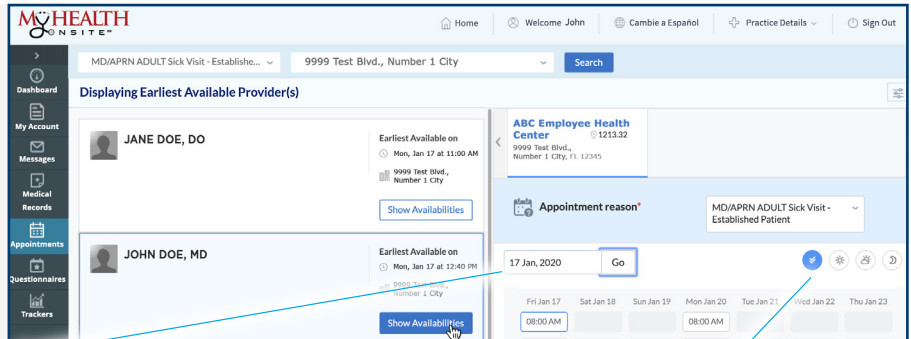 MyHEALTH
ONSITE℠
Home
Welcome John
Cambie a Español
Practice Details
Sign Out
MD/APRN ADULT Sick Visit - Establishe...
9999 Test Blvd., Number 1 City
Search
Dashboard
My Account
Messages
Medical
Records
Appointments
Questionnaires
Trackers
Displaying Earliest Available Provider(s)
JANE DOE, DO
Earliest Available on
Mon, Jan 17 at 11:00 AM
9999 Test Blvd.,
Number 1 City
Show Availabilities
JOHN DOE, MD
Earliest Available on
Mon, Jan 17 at 12:40 PM
9999 Test Blvd.,
Number 1 City
Show Availabilities
ABC Employee Health
Center 1213.32
9999 Test Blvd.,
Number 1 City, FL 12345
Appointment reason*
MD/APRN ADULT Sick Visit -
Established Patient
17 Jan, 2020
Go
Fri Jan 17 Sat Jan 18 Sun Jan 19 Mon Jan 20 Tue Jan 21 Wed Jan 22 Thu Jan 23
08:00 AM 08:00 AM